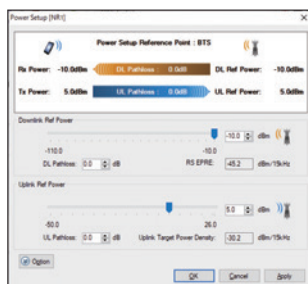 Power Setup [NR1]
Power Setup Reference Point : BTS
Rx Power: -10.0dBm DL Pathloss: 0.0dB DL Ref Power: -10.0dBm
Tx Power: 5.0dBm UL Pathloss: 0.0dB UL Ref Power: 5.0dBm
Downlink Ref Power
-10.0 dBm
-110.0 -10.0
DL Pathloss: 0.0 dB RS EPRE: -45.2 dBm/15kHz
Uplink Ref Power
5.0 dBm
-50.0 26.0
UL Pathloss: 0.0 dB Uplink Target Power Density: -30.2 dBm/15kHz
Option
OK Cancel Apply